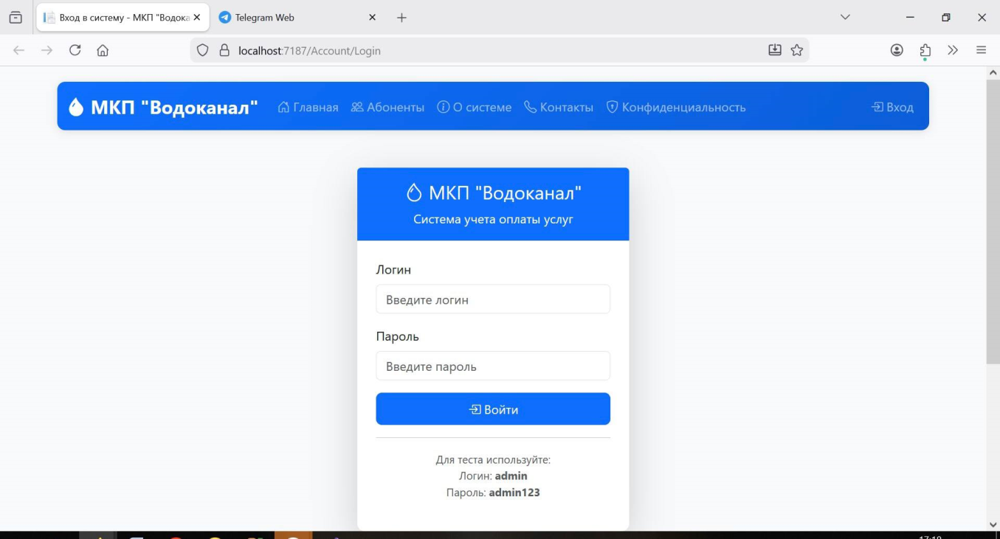 Вход в систему - МКП "Водока
Telegram Web
localhost:7187/Account/Login
МКП "Водоканал" Главная Абоненты О системе Контакты Конфиденциальность Вход
МКП "Водоканал"
Система учета оплаты услуг
Логин
Введите логин
Пароль
Введите пароль
Войти
Для теста используйте:
Логин: admin
Пароль: admin123